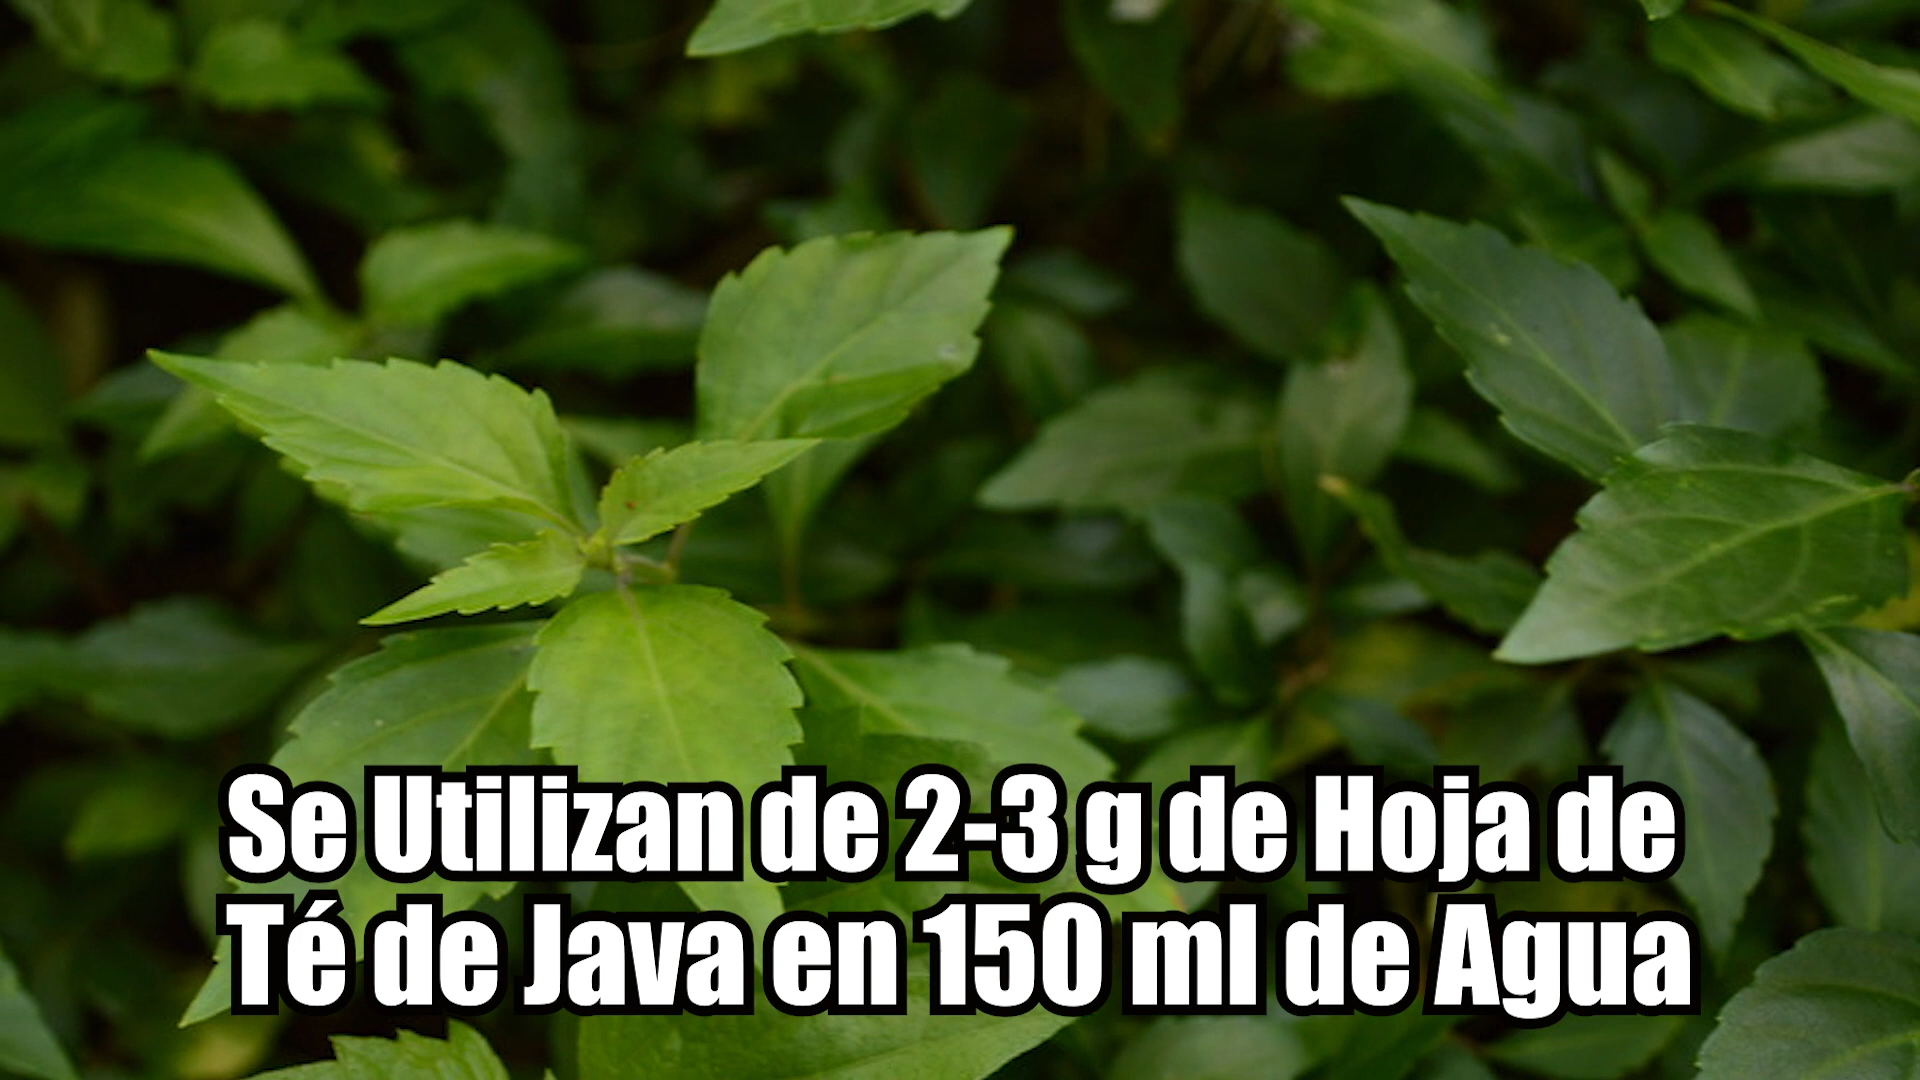 Se Utilizan de 2-3 g de Hoja de
Té de Java en 150 ml de Agua